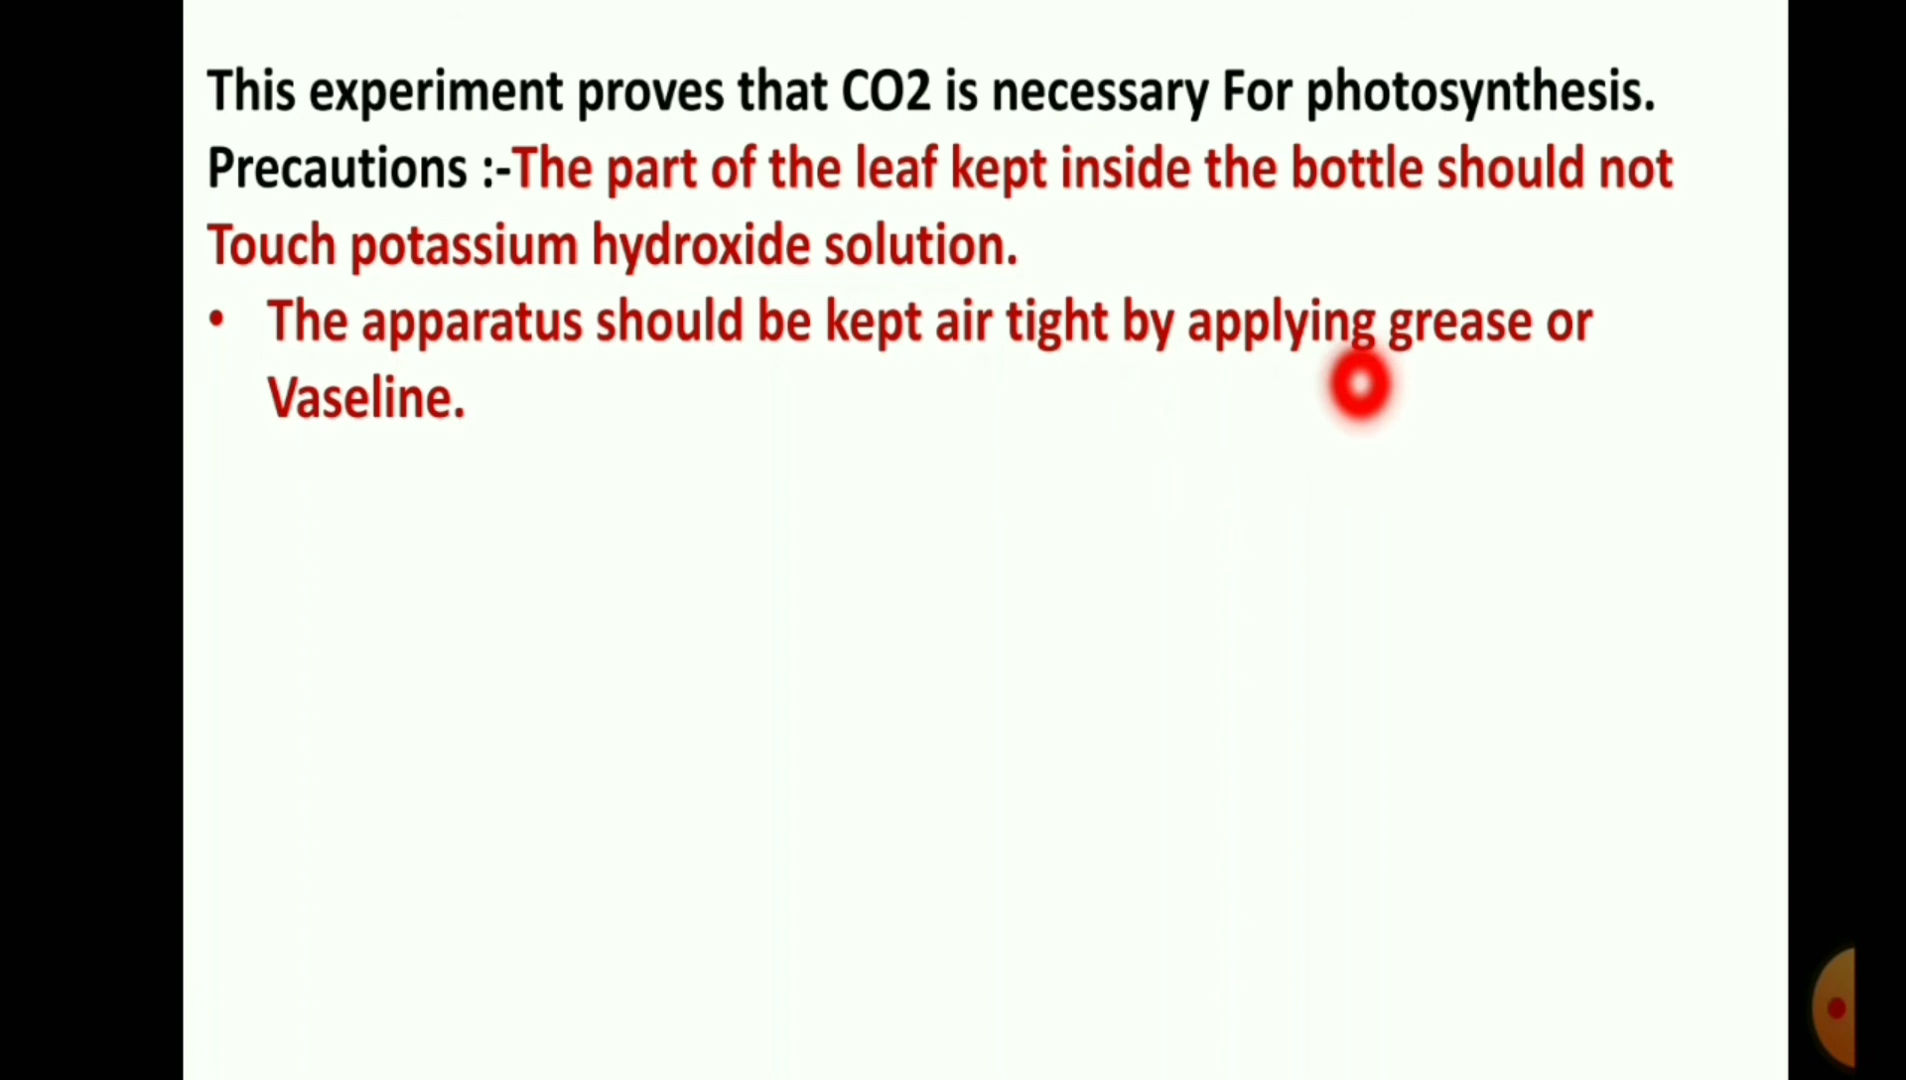 This experiment proves that CO2 is necessary For photosynthesis.
Precautions :-The part of the leaf kept inside the bottle should not
Touch potassium hydroxide solution.
• The apparatus should be kept air tight by applying grease or
Vaseline.